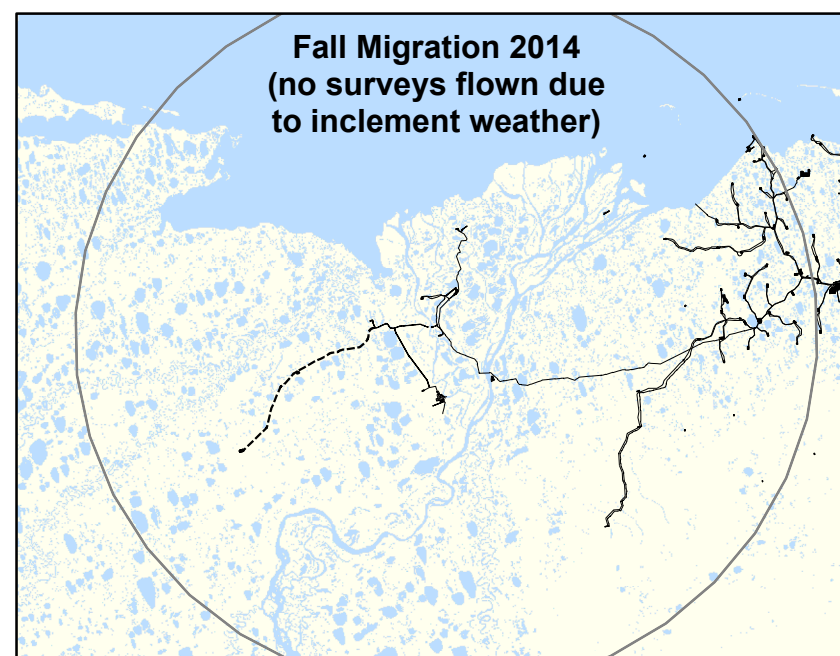 Fall Migration 2014
(no surveys flown due
to inclement weather)